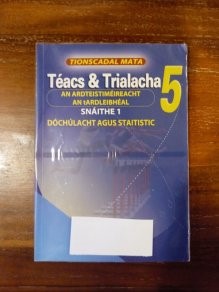 TIONSCADAL MATA
Téacs & Trialacha 5
AN ARDTEISTIMÉIREACHT
AN tARDLEIBHÉAL
SNÁITHE 1
DÓCHÚLACHT AGUS STAITISTIC